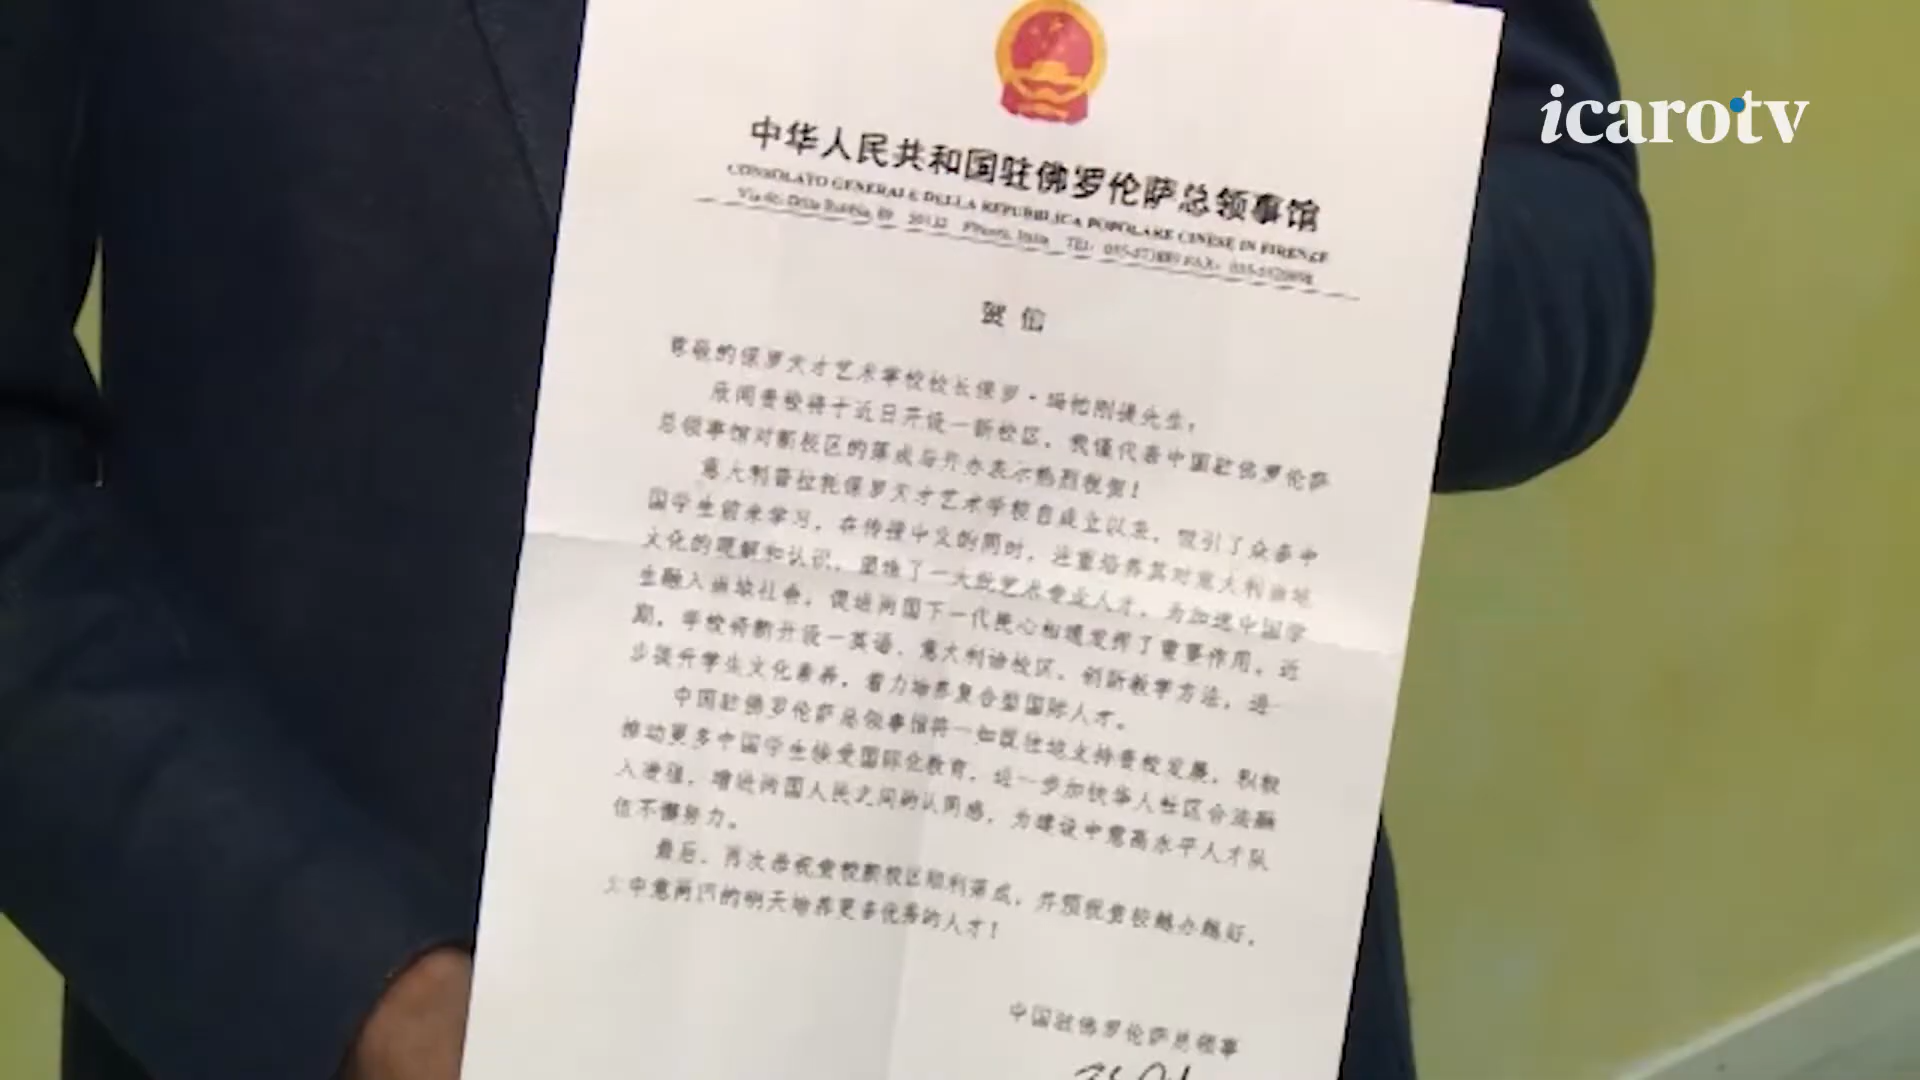 icarotv
中华人民共和国驻佛罗伦萨总领事馆
CONSOLATO GENERALE DELLA REPUBBLICA POPOLARE CINESE IN FIRENZE
Firenze, Italia TEL: FAX:
贺信
尊敬的保罗天才艺术学校校长保罗·先生：
欣闻贵校将于近日开设一新校区，我谨代表中国驻佛罗伦萨
总领事馆对新校区的落成与开办表示热烈祝贺！
意大利普拉托保罗天才艺术学校自成立以来，吸引了众多中
国学生前来学习，在传授中文的同时，注重培养其对意大利当地
文化的理解和认识，塑造了一大批艺术专业人才，为加速中国学
生融入当地社会，促进两国下一代民心相通发挥了重要作用。近
期，学校将新开设一英语、意大利语校区，创新教学方法，进一
步提升学生文化素养，着力培养复合型国际人才。
中国驻佛罗伦萨总领事馆将一如既往地支持贵校发展，积极
推动更多中国学生接受国际化教育，进一步加快华人社区合法融
入进程，增进两国人民之间的认同感，为建设中意高水平人才队
伍不懈努力。
最后，再次恭祝贵校新校区顺利落成，并预祝贵校越办越好，
为中意两国的明天培养更多优秀的人才！
中国驻佛罗伦萨总领事